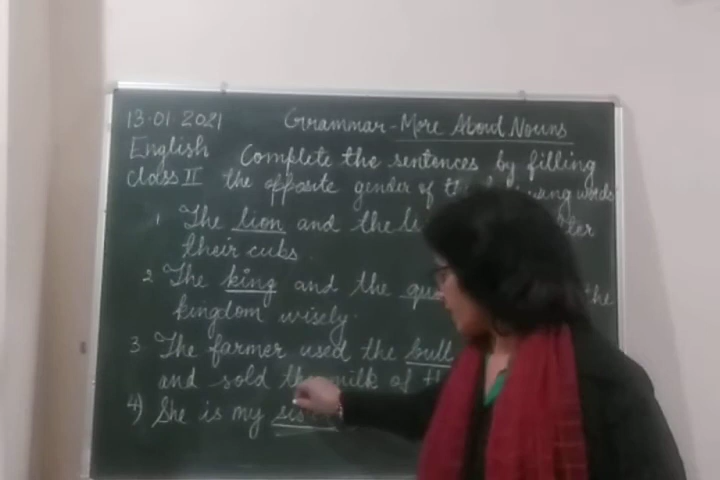 13.01.2021 Grammar - More About Nouns
English Complete the sentences by filling
Class II the opposite gender of the words
1. The lion and the
their cubs.
2. The king and the the
kingdom wisely.
3. The farmer used the bull
and sold the milk of
4) She is my